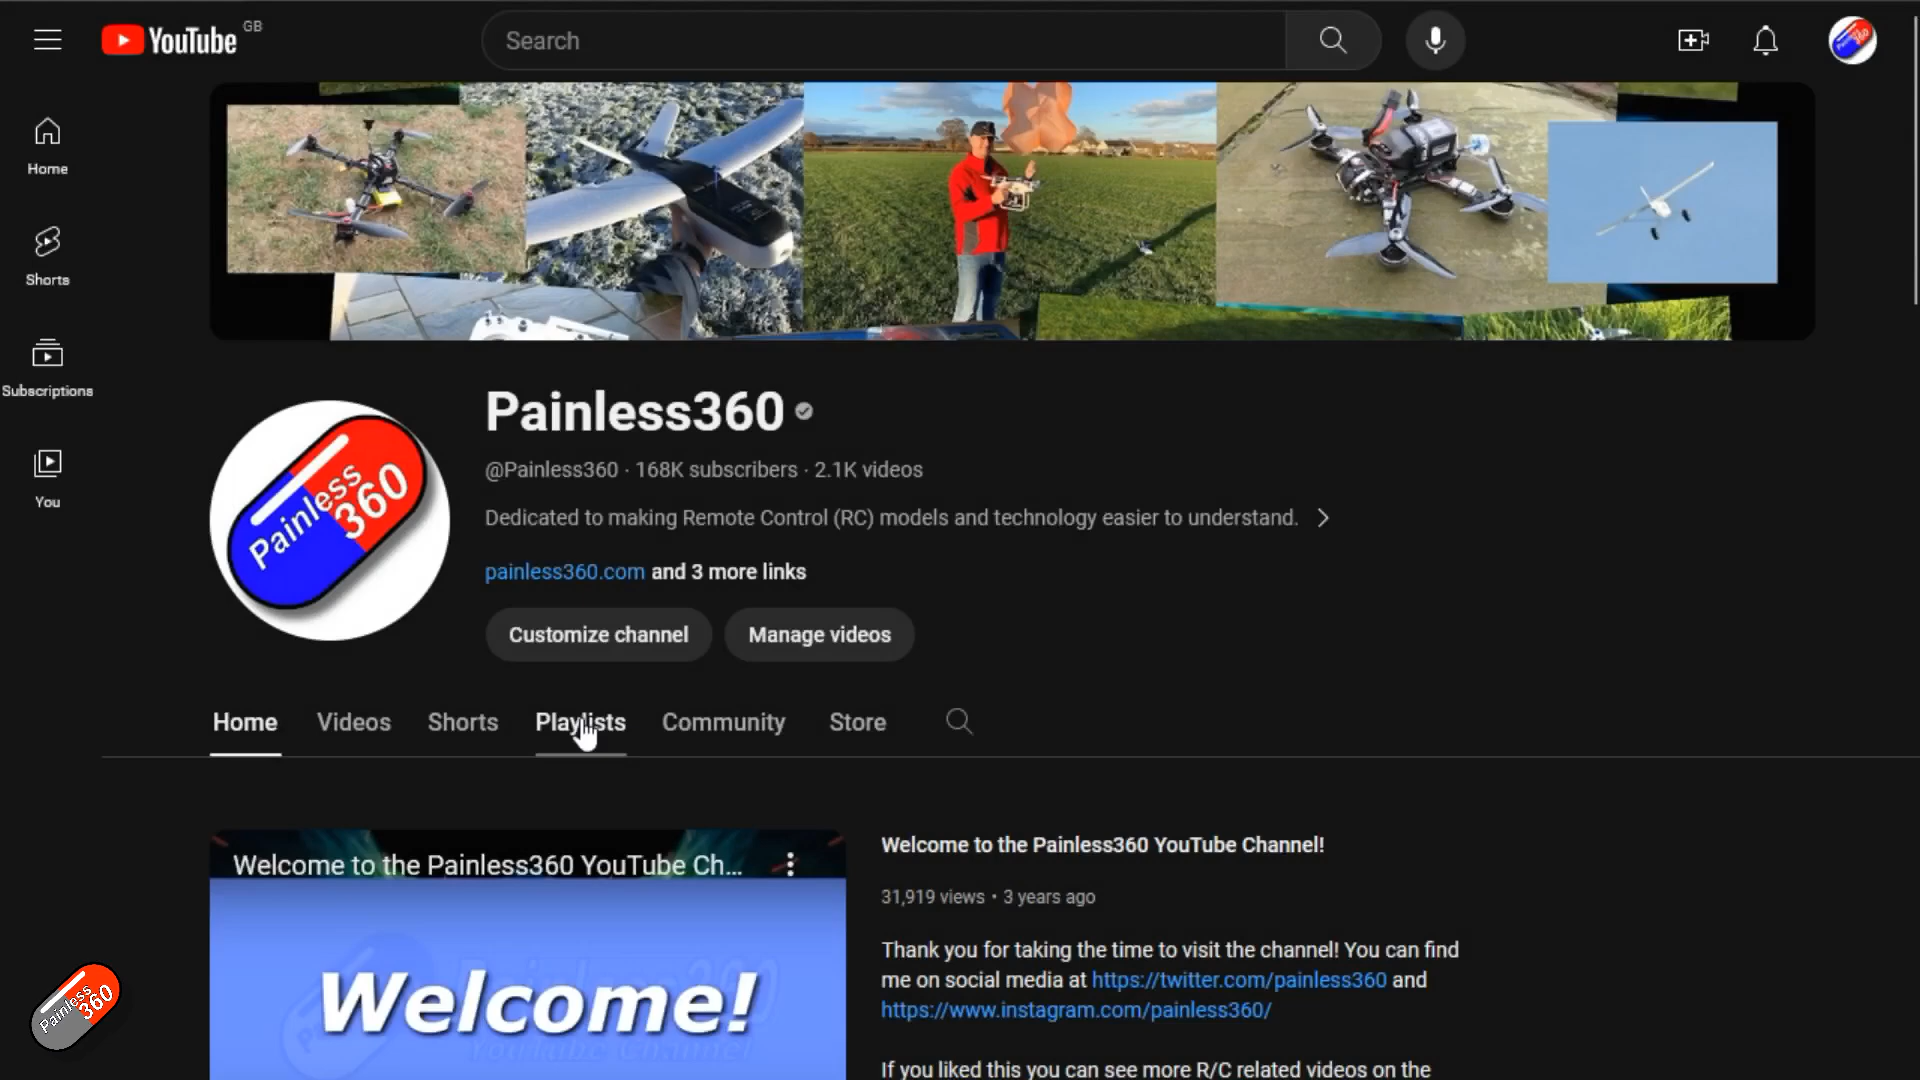 YouTube GB
Search
Home
Shorts
Subscriptions
You
Painless360
Painless
360
@Painless360 · 168K subscribers · 2.1K videos
Dedicated to making Remote Control (RC) models and technology easier to understand.
painless360.com and 3 more links
Customize channel
Manage videos
Home
Videos
Shorts
Playlists
Community
Store
Welcome to the Painless360 YouTube Ch...
Welcome!
YouTube Channel
Welcome to the Painless360 YouTube Channel!
31,919 views • 3 years ago
Thank you for taking the time to visit the channel! You can find
me on social media at https://twitter.com/painless360 and
https://www.instagram.com/painless360/
If you liked this you can see more R/C related videos on the
Painless
360